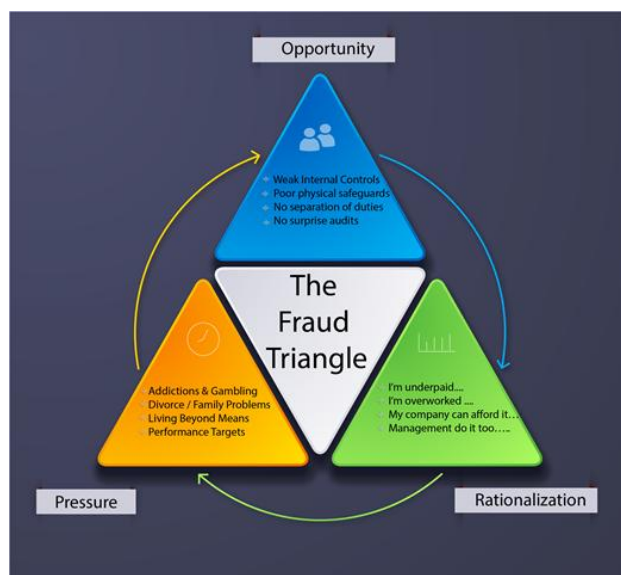 Opportunity
Weak Internal Controls
Poor physical safeguards
No separation of duties
No surprise audits
The
Fraud
Triangle
Addictions & Gambling
Divorce / Family Problems
Living Beyond Means
Performance Targets
I'm underpaid....
I'm overworked ....
My company can afford it...
Management do it too.....
Pressure
Rationalization